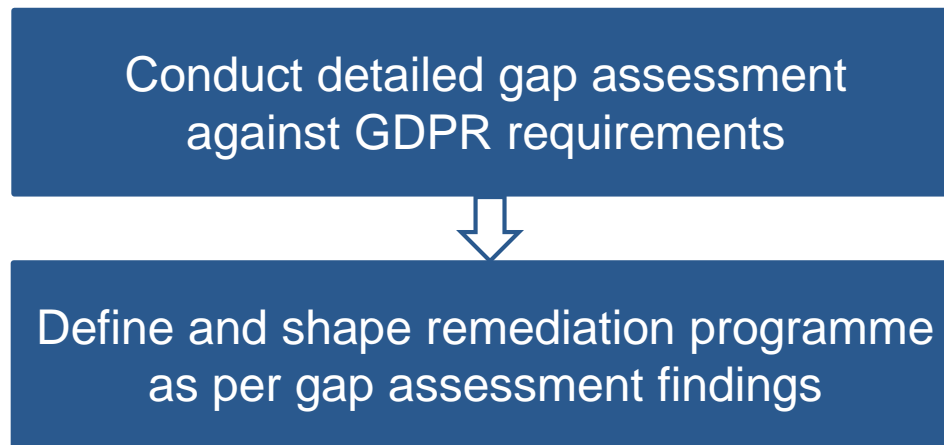 Conduct detailed gap assessment
against GDPR requirements
Define and shape remediation programme
as per gap assessment findings